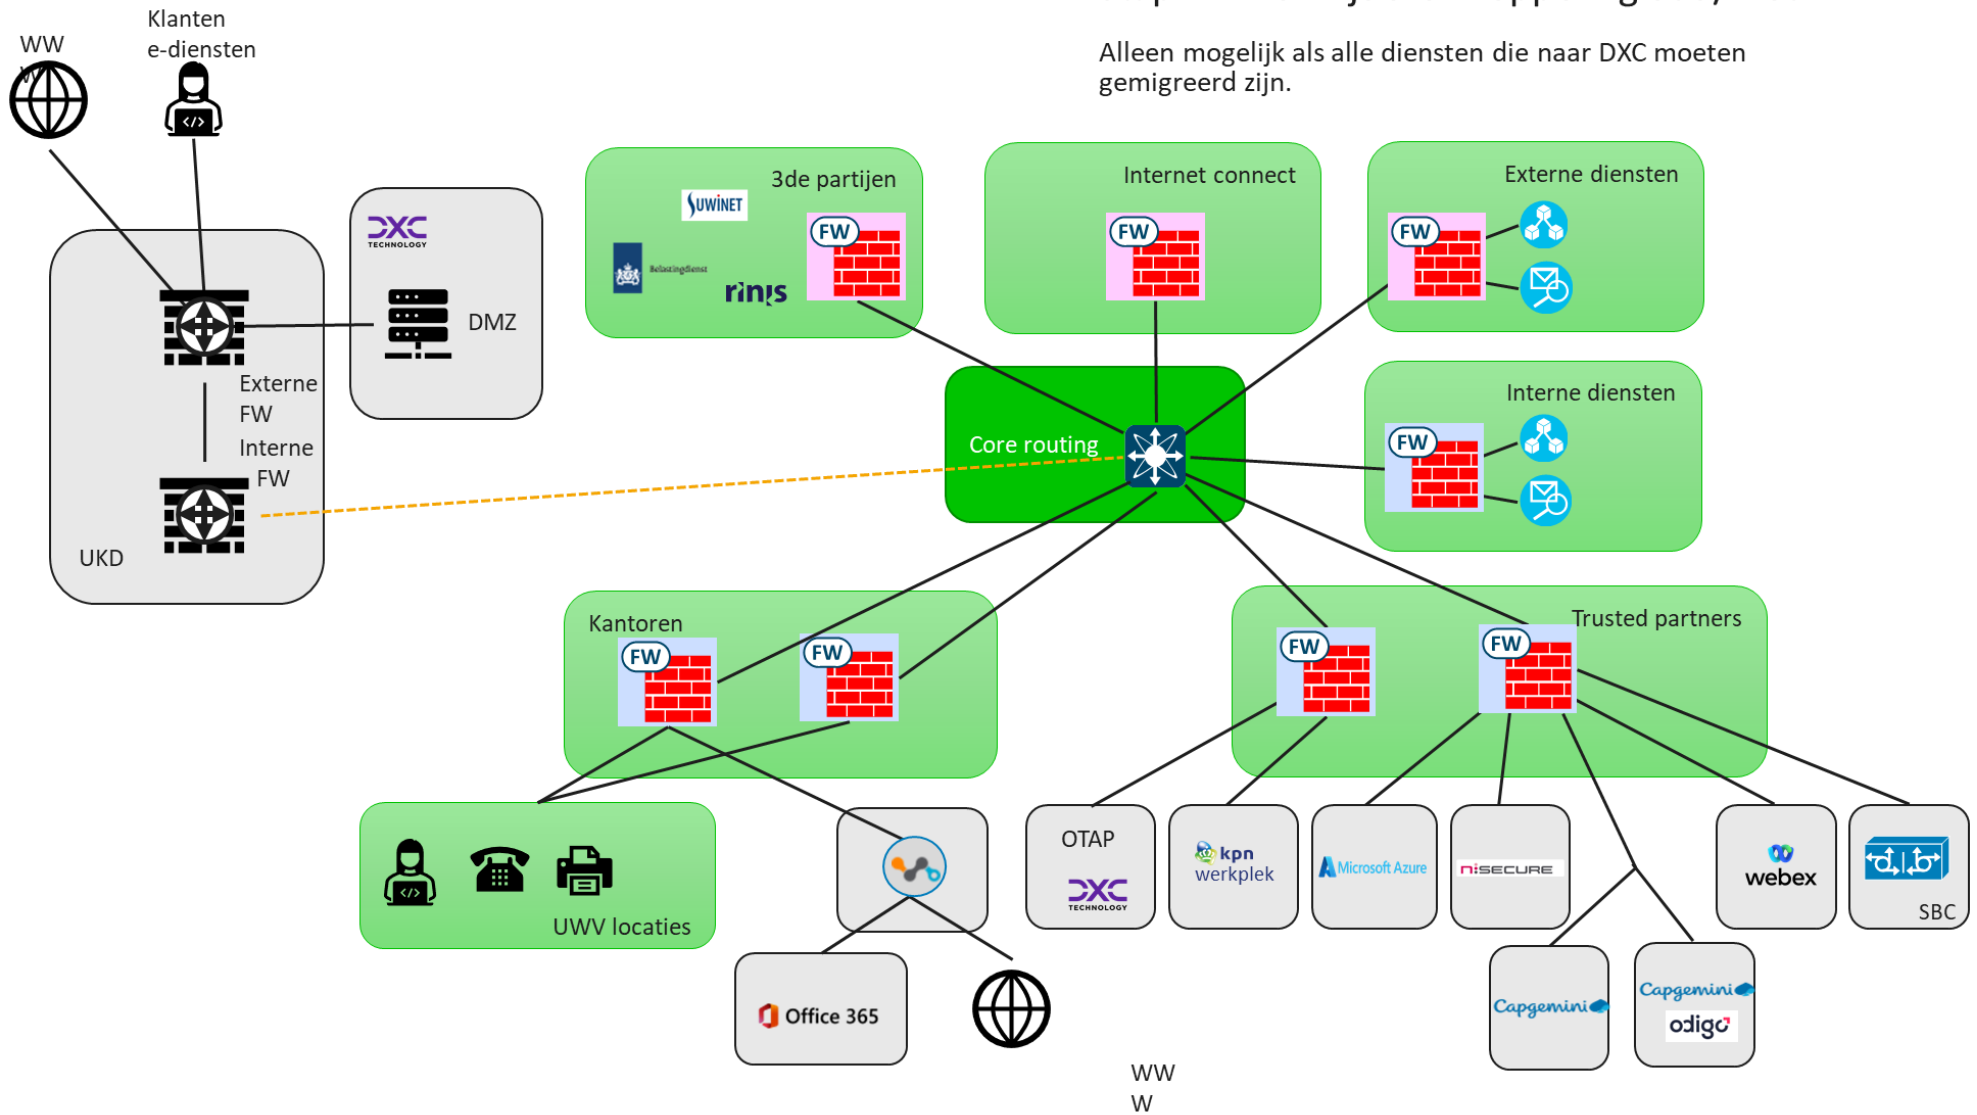 Alleen mogelijk als alle diensten die naar DXC moeten
gemigreerd zijn.
WW
W
Klanten
e-diensten
DXC
TECHNOLOGY
DMZ
Externe
FW
Interne
FW
UKD
3de partijen
SUWINET
FW
Belastingdienst
rinis
Internet connect
FW
Externe diensten
FW
Interne diensten
FW
Core routing
Kantoren
FW
FW
Trusted partners
FW
FW
UWV locaties
Office 365
WW
W
OTAP
DXC
TECHNOLOGY
kpn
werkplek
Microsoft Azure
nISECURE
webex
SBC
Capgemini
Capgemini
odigo